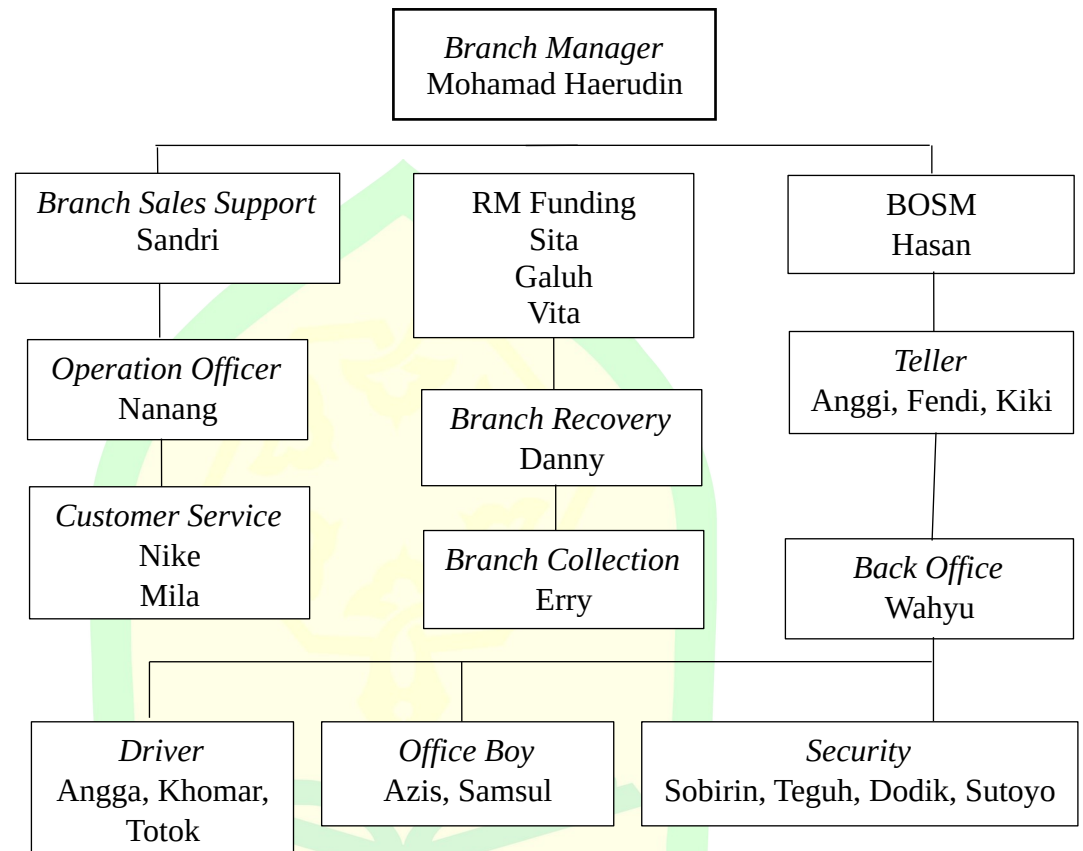 Branch Manager
Mohamad Haerudin
Branch Sales Support
Sandri
RM Funding
Sita
Galuh
Vita
BOSM
Hasan
Operation Officer
Nanang
Branch Recovery
Danny
Teller
Anggi, Fendi, Kiki
Customer Service
Nike
Mila
Branch Collection
Erry
Back Office
Wahyu
Driver
Angga, Khomar,
Totok
Office Boy
Azis, Samsul
Security
Sobirin, Teguh, Dodik, Sutoyo